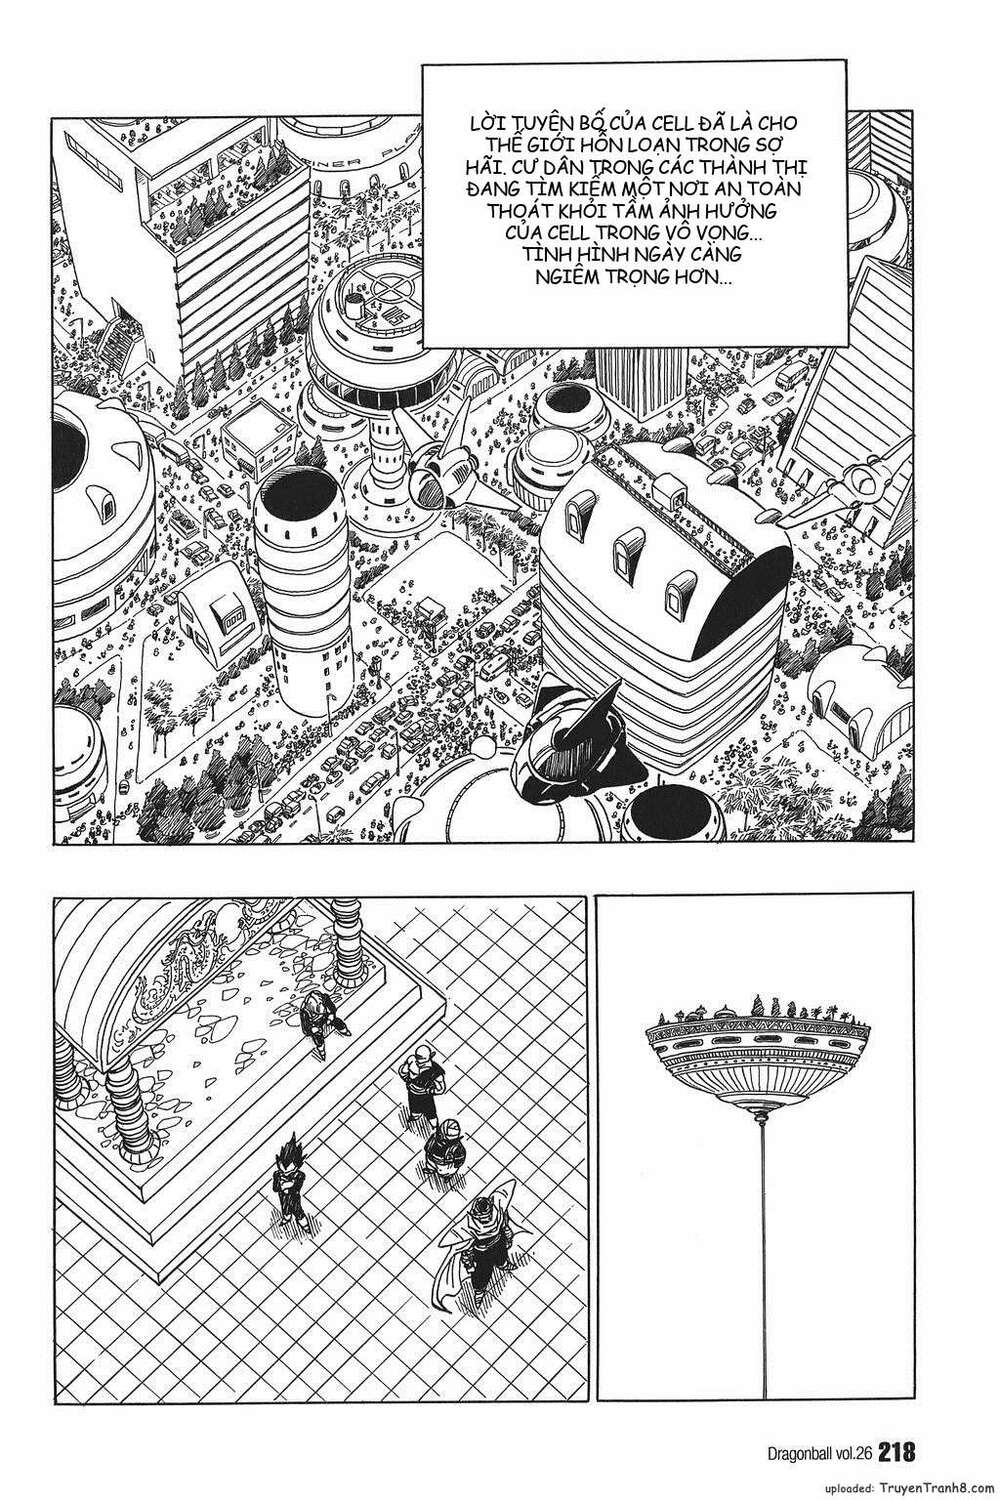 LỜI TUYÊN BỐ CỦA CELL ĐÃ LÀ CHO
THẾ GIỚI HỖN LOẠN TRONG SỢ
HÃI. CƯ DÂN TRONG CÁC THÀNH THỊ
ĐANG TÌM KIẾM MỘT NƠI AN TOÀN
THOÁT KHỎI TẦM ẢNH HƯỞNG
CỦA CELL TRONG VÔ VỌNG...
TÌNH HÌNH NGÀY CÀNG
NGIÊM TRỌNG HƠN...
Dragonball vol.26 218
uploaded: TruyenTranh8.com